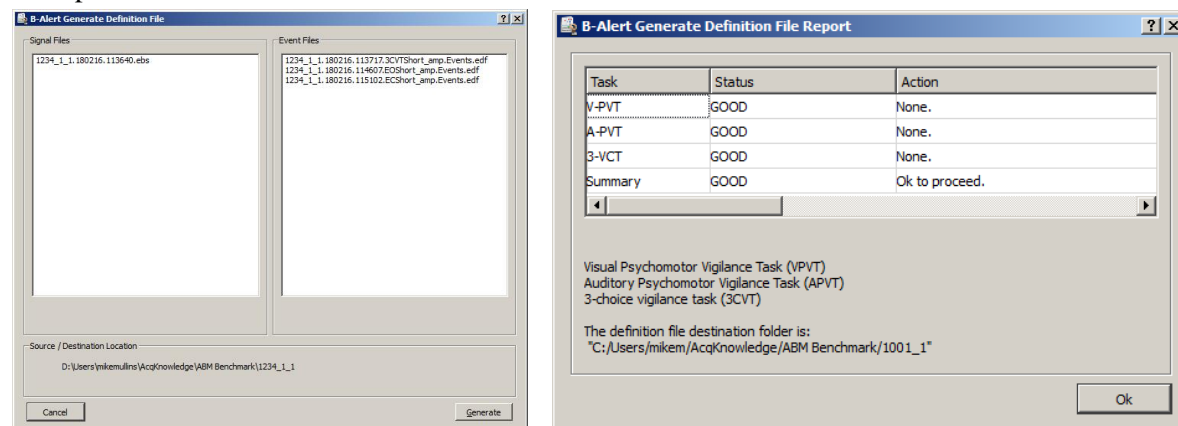 B-Alert Generate Definition File
Signal Files
1234_1_1.180216.113640.ebs
Event Files
1234_1_1.180216.113717.3CVTShort_amp.Events.edf
1234_1_1.180216.114607.EOShort_amp.Events.edf
1234_1_1.180216.115102.ECShort_amp.Events.edf
Source / Destination Location
D:\Users\mikemullins\AcqKnowledge\ABM Benchmark\1234_1_1
Cancel
Generate
B-Alert Generate Definition File Report
Task Status Action
V-PVT GOOD None.
A-PVT GOOD None.
3-VCT GOOD None.
Summary GOOD Ok to proceed.
Visual Psychomotor Vigilance Task (VPVT)
Auditory Psychomotor Vigilance Task (APVT)
3-choice vigilance task (3CVT)
The definition file destination folder is:
"C:/Users/mikem/AcqKnowledge/ABM Benchmark/1001_1"
Ok